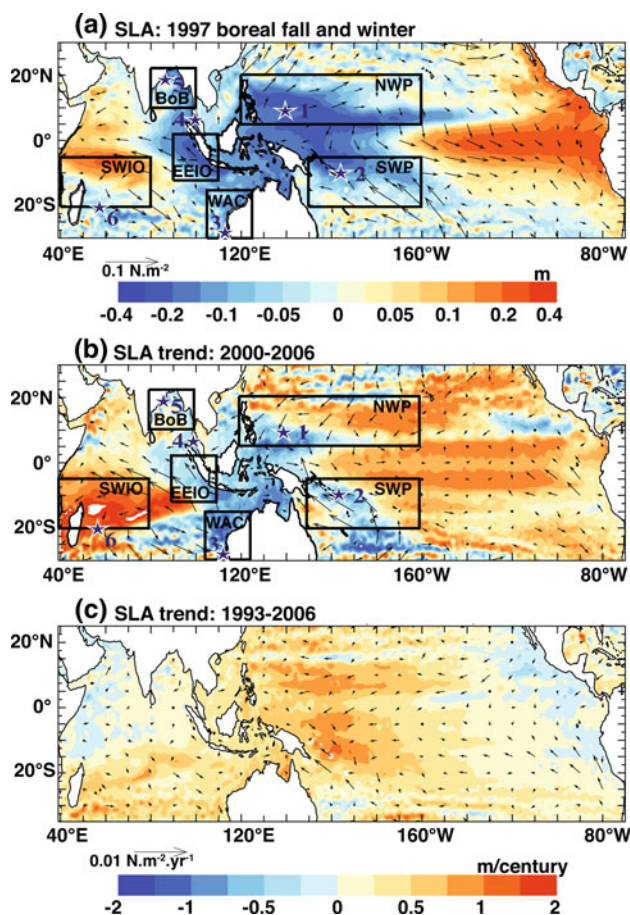 (a) SLA: 1997 boreal fall and winter
20°N
0°
20°S
BoB
5
4
NWP
1
SWIO
EEIO
SWP
2
WAC
3
6
40°E 120°E 160°W 80°W
0.1 N.m-2
m
-0.4 -0.2 -0.1 -0.05 0 0.05 0.1 0.2 0.4
(b) SLA trend: 2000-2006
20°N
0°
20°S
BoB
5
4
NWP
1
SWIO
EEIO
SWP
2
WAC
3
6
40°E 120°E 160°W 80°W
(c) SLA trend: 1993-2006
20°N
0°
20°S
40°E 120°E 160°W 80°W
0.01 N.m-2.yr-1
m/century
-2 -1 -0.5 0 0.5 1 2